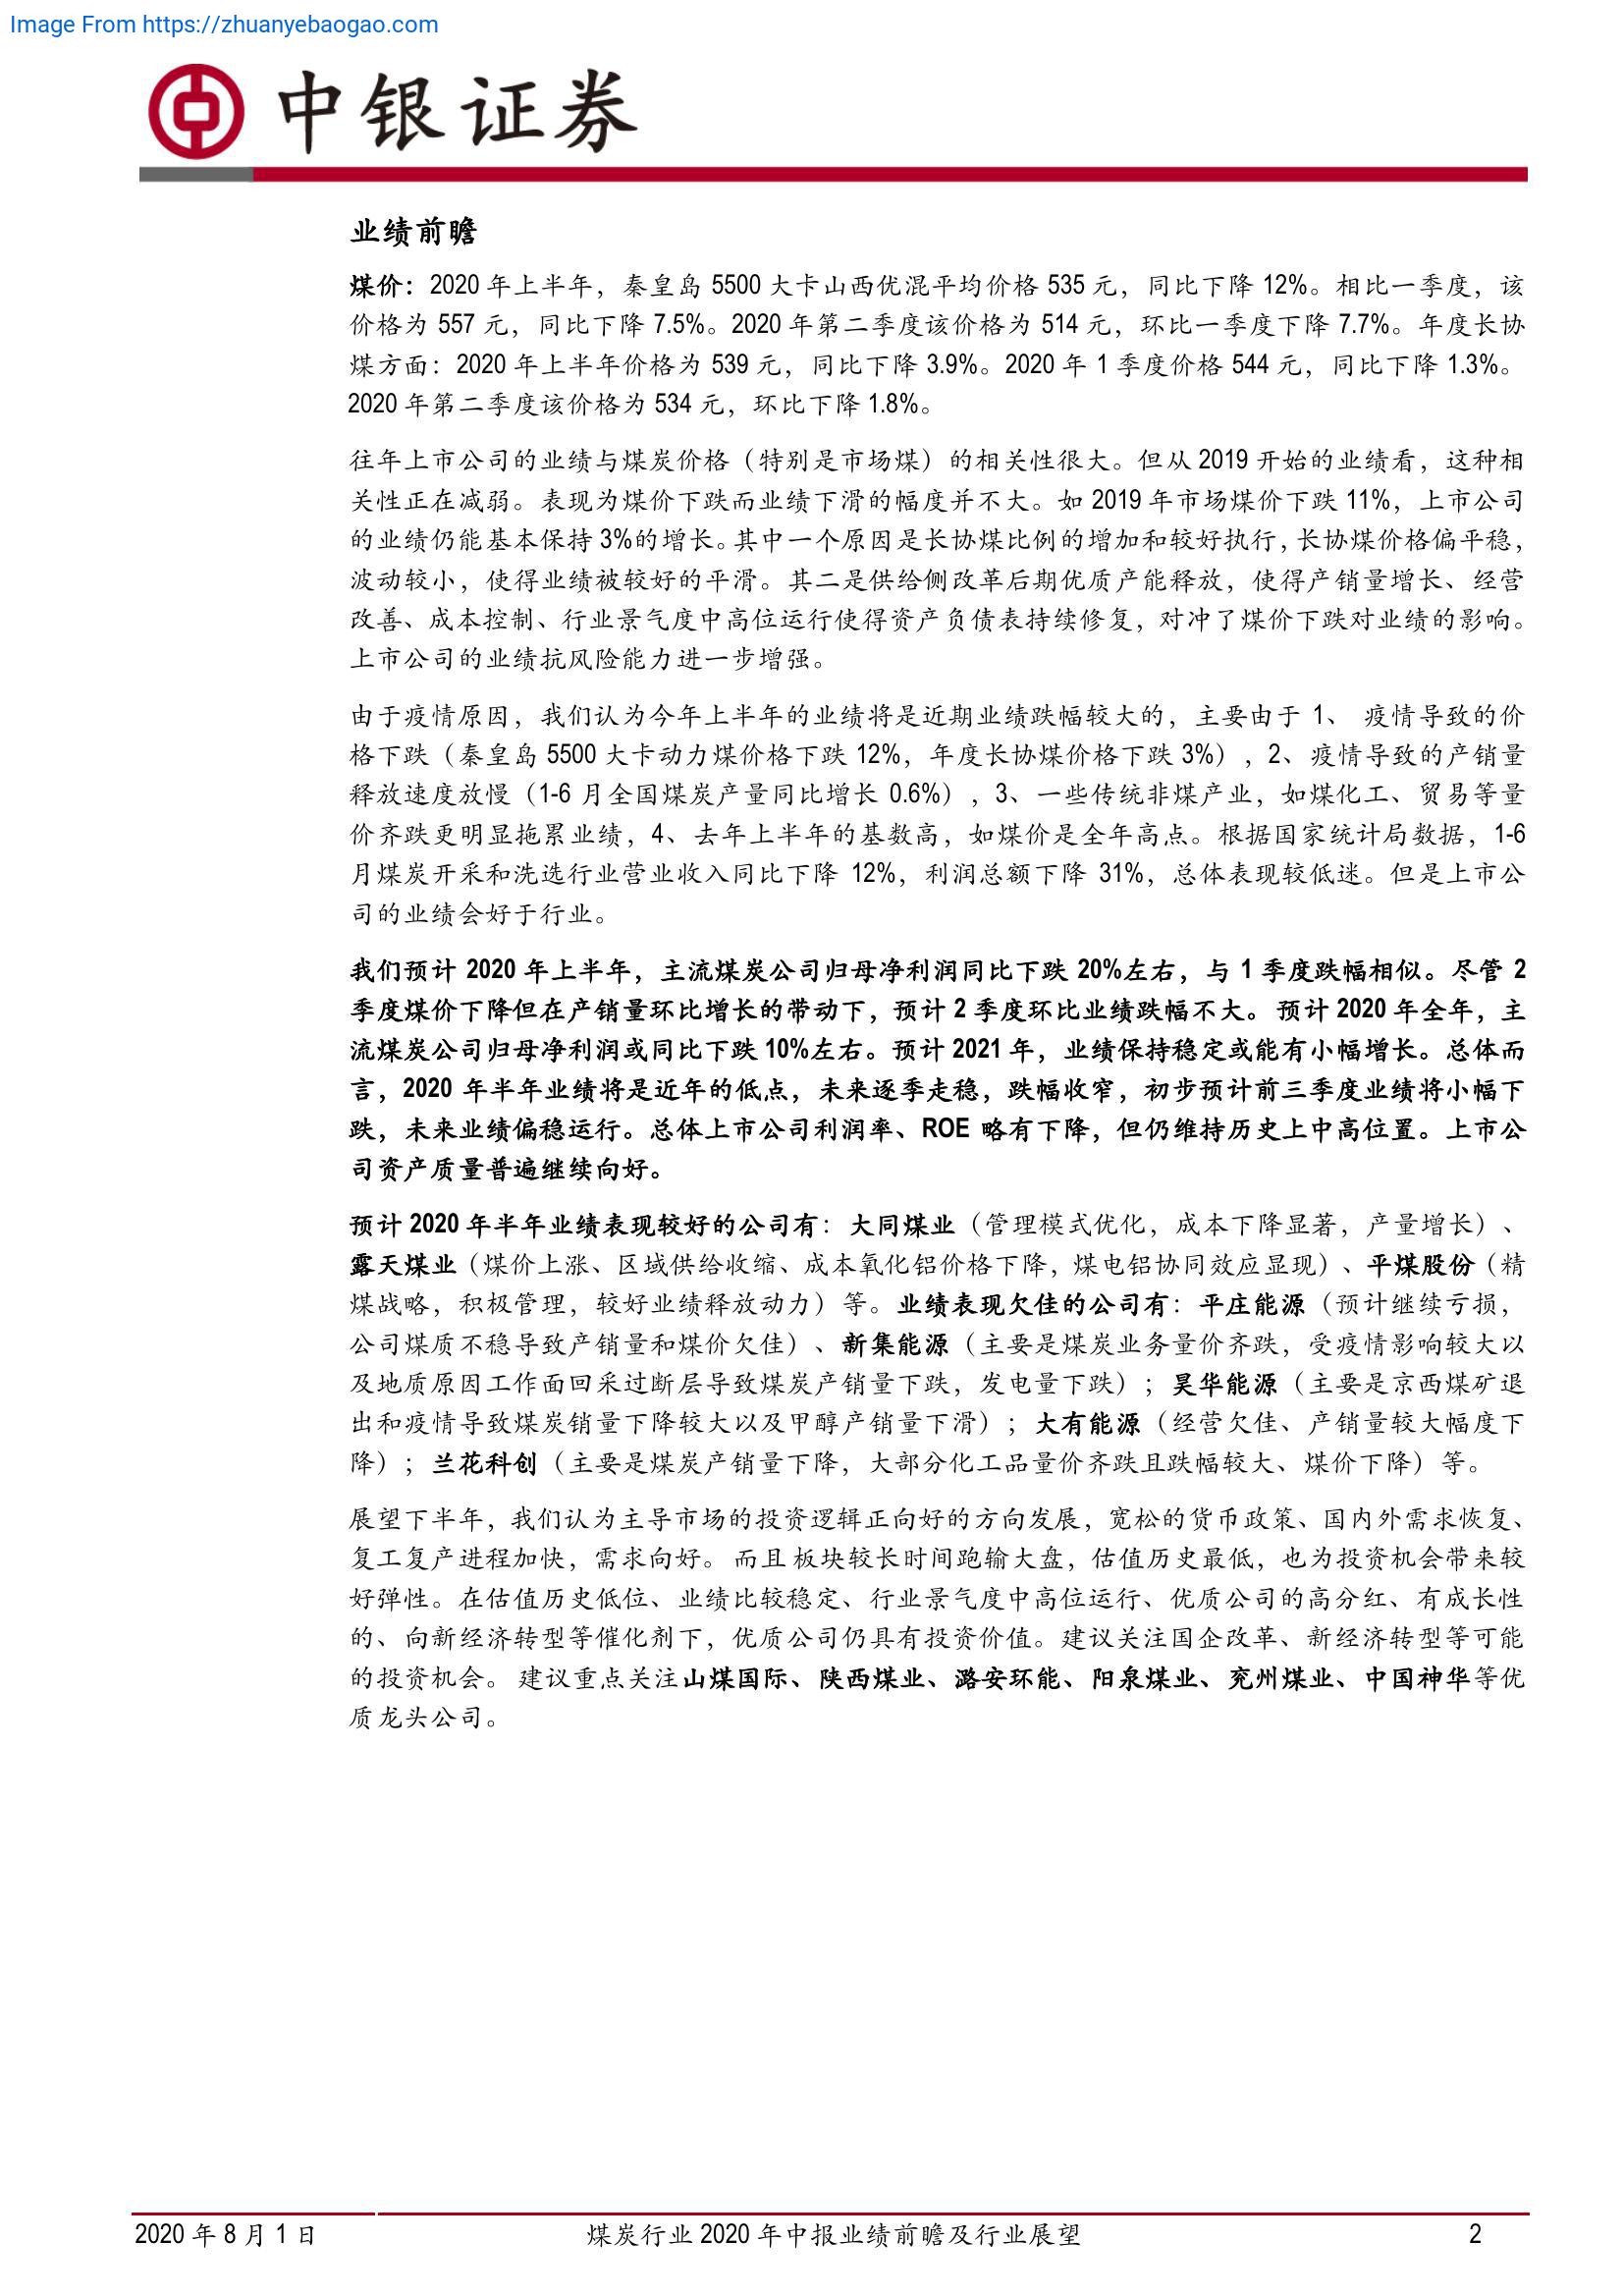 Image From https://zhuanyebaogao.com
中银证券
业绩前瞻
煤价：2020 年上半年，秦皇岛 5500 大卡山西优混平均价格 535 元，同比下降 12%。相比一季度，该
价格为 557 元，同比下降 7.5%。2020 年第二季度该价格为 514 元，环比一季度下降 7.7%。年度长协
煤方面：2020 年上半年价格为 539 元，同比下降 3.9%。2020 年 1 季度价格 544 元，同比下降 1.3%。
2020 年第二季度该价格为 534 元，环比下降 1.8%。
往年上市公司的业绩与煤炭价格（特别是市场煤）的相关性很大。但从 2019 开始的业绩看，这种相
关性正在减弱。表现为煤价下跌而业绩下滑的幅度并不大。如 2019 年市场煤价下跌 11%，上市公司
的业绩仍能基本保持 3%的增长。其中一个原因是长协煤比例的增加和较好执行，长协煤价格偏平稳，
波动较小，使得业绩被较好的平滑。其二是供给侧改革后期优质产能释放，使得产销量增长、经营
改善、成本控制、行业景气度中高位运行使得资产负债表持续修复，对冲了煤价下跌对业绩的影响。
上市公司的业绩抗风险能力进一步增强。
由于疫情原因，我们认为今年上半年的业绩将是近期业绩跌幅较大的，主要由于 1、 疫情导致的价
格下跌（秦皇岛 5500 大卡动力煤价格下跌 12%，年度长协煤价格下跌 3%），2、疫情导致的产销量
释放速度放慢（1-6 月全国煤炭产量同比增长 0.6%），3、一些传统非煤产业，如煤化工、贸易等量
价齐跌更明显拖累业绩，4、去年上半年的基数高，如煤价是全年高点。根据国家统计局数据，1-6
月煤炭开采和洗选行业营业收入同比下降 12%，利润总额下降 31%，总体表现较低迷。但是上市公
司的业绩会好于行业。
我们预计 2020 年上半年，主流煤炭公司归母净利润同比下跌 20%左右，与 1 季度跌幅相似。尽管 2
季度煤价下降但在产销量环比增长的带动下，预计 2 季度环比业绩跌幅不大。 预计 2020 年全年，主
流煤炭公司归母净利润或同比下跌 10%左右。预计 2021 年，业绩保持稳定或能有小幅增长。总体而
言，2020 年半年业绩将是近年的低点，未来逐季走稳，跌幅收窄，初步预计前三季度业绩将小幅下
跌，未来业绩偏稳运行。总体上市公司利润率、ROE 略有下降，但仍维持历史上中高位置。上市公
司资产质量普遍继续向好。
预计 2020 年半年业绩表现较好的公司有：大同煤业（管理模式优化，成本下降显著，产量增长）、
露天煤业（煤价上涨、区域供给收缩、成本氧化铝价格下降，煤电铝协同效应显现）、平煤股份（精
煤战略，积极管理，较好业绩释放动力）等。业绩表现欠佳的公司有：平庄能源（预计继续亏损，
公司煤质不稳导致产销量和煤价欠佳）、新集能源（主要是煤炭业务量价齐跌，受疫情影响较大以
及地质原因工作面回采过断层导致煤炭产销量下跌，发电量下跌）；昊华能源（主要是京西煤矿退
出和疫情导致煤炭销量下降较大以及甲醇产销量下滑）；大有能源（经营欠佳、产销量较大幅度下
降）；兰花科创（主要是煤炭产销量下降，大部分化工品量价齐跌且跌幅较大、煤价下降）等。
展望下半年，我们认为主导市场的投资逻辑正向好的方向发展，宽松的货币政策、国内外需求恢复、
复工复产进程加快，需求向好。 而且板块较长时间跑输大盘，估值历史最低，也为投资机会带来较
好弹性。在估值历史低位、业绩比较稳定、行业景气度中高位运行、优质公司的高分红、有成长性
的、向新经济转型等催化剂下，优质公司仍具有投资价值。建议关注国企改革、新经济转型等可能
的投资机会。 建议重点关注山煤国际、陕西煤业、潞安环能、阳泉煤业、兖州煤业、中国神华等优
质龙头公司。
2020 年 8 月 1 日 煤炭行业 2020 年中报业绩前瞻及行业展望 2